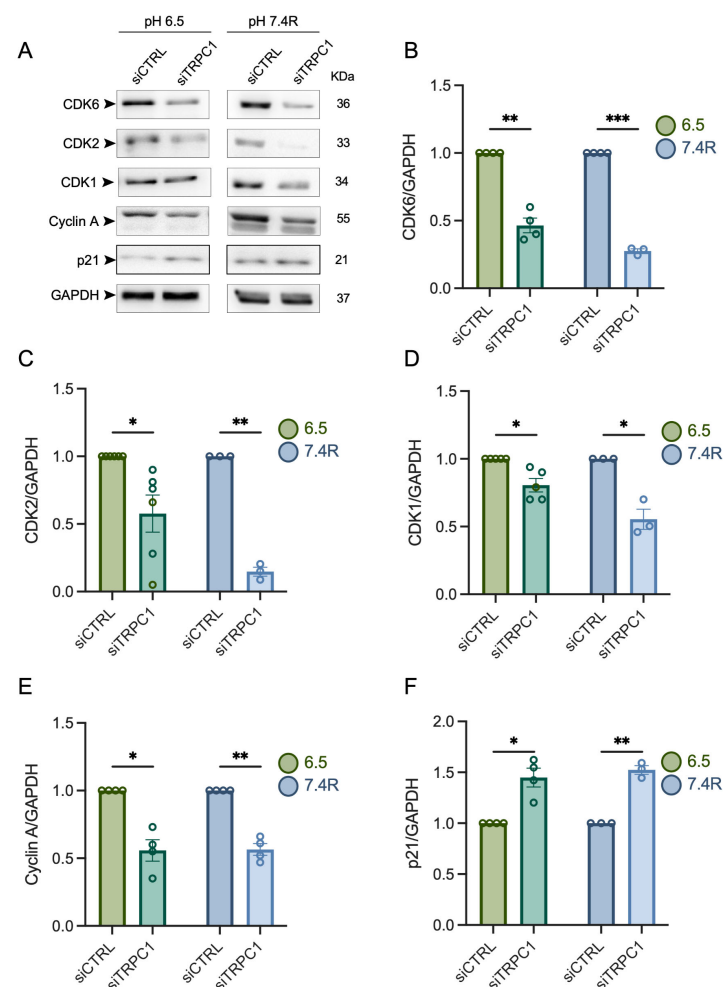 pH 6.5 pH 7.4R
A
siCTRL siTRPC1 siCTRL siTRPC1
KDa
CDK6 36
CDK2 33
CDK1 34
Cyclin A 55
p21 21
GAPDH 37
B
CDK6/GAPDH
1.5
1.0
0.5
0.0
** ***
6.5
7.4R
siCTRL siTRPC1 siCTRL siTRPC1
C
CDK2/GAPDH
1.5
1.0
0.5
0.0
* **
6.5
7.4R
siCTRL siTRPC1 siCTRL siTRPC1
D
CDK1/GAPDH
1.5
1.0
0.5
0.0
* *
6.5
7.4R
siCTRL siTRPC1 siCTRL siTRPC1
E
Cyclin A/GAPDH
1.5
1.0
0.5
0.0
* **
6.5
7.4R
siCTRL siTRPC1 siCTRL siTRPC1
F
p21/GAPDH
2.0
1.5
1.0
0.5
0.0
* **
6.5
7.4R
siCTRL siTRPC1 siCTRL siTRPC1